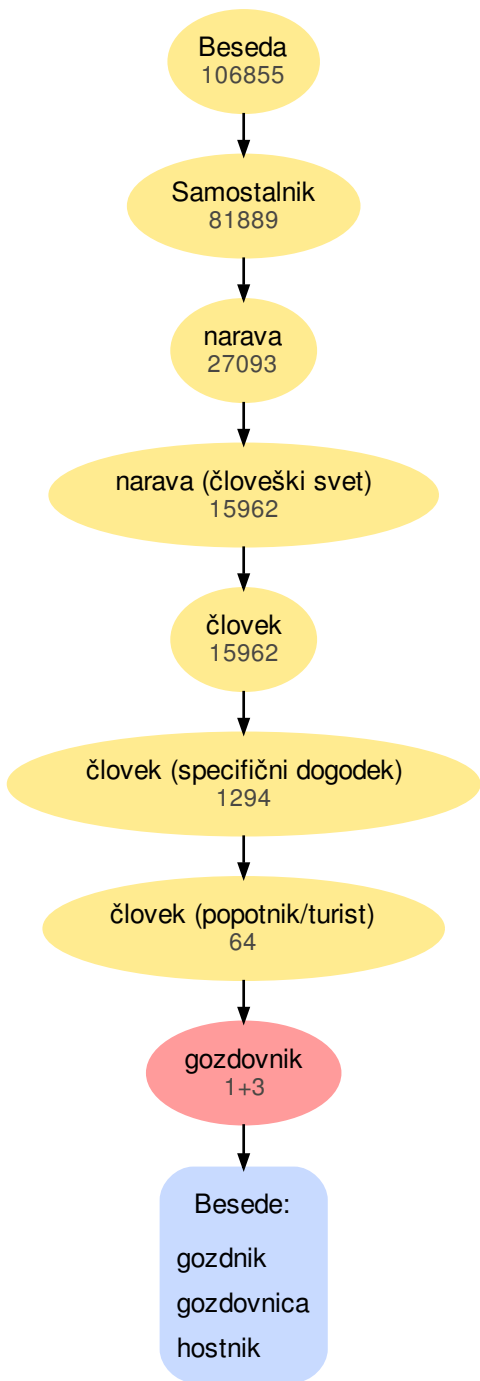 Beseda
106855
Samostalnik
81889
narava
27093
narava (človeški svet)
15962
človek
15962
človek (specifični dogodek)
1294
človek (popotnik/turist)
64
gozdovnik
1+3
Besede:
gozdnik
gozdovnica
hostnik